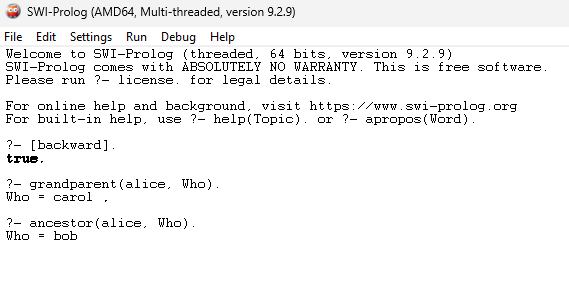 SWI-Prolog (AMD64, Multi-threaded, version 9.2.9)
File Edit Settings Run Debug Help
Welcome to SWI-Prolog (threaded, 64 bits, version 9.2.9)
SWI-Prolog comes with ABSOLUTELY NO WARRANTY. This is free software.
Please run ?- license. for legal details.
For online help and background, visit https://www.swi-prolog.org
For built-in help, use ?- help(Topic). or ?- apropos(Word).
?- [backward].
true.
?- grandparent(alice, Who).
Who = carol ,
?- ancestor(alice, Who).
Who = bob